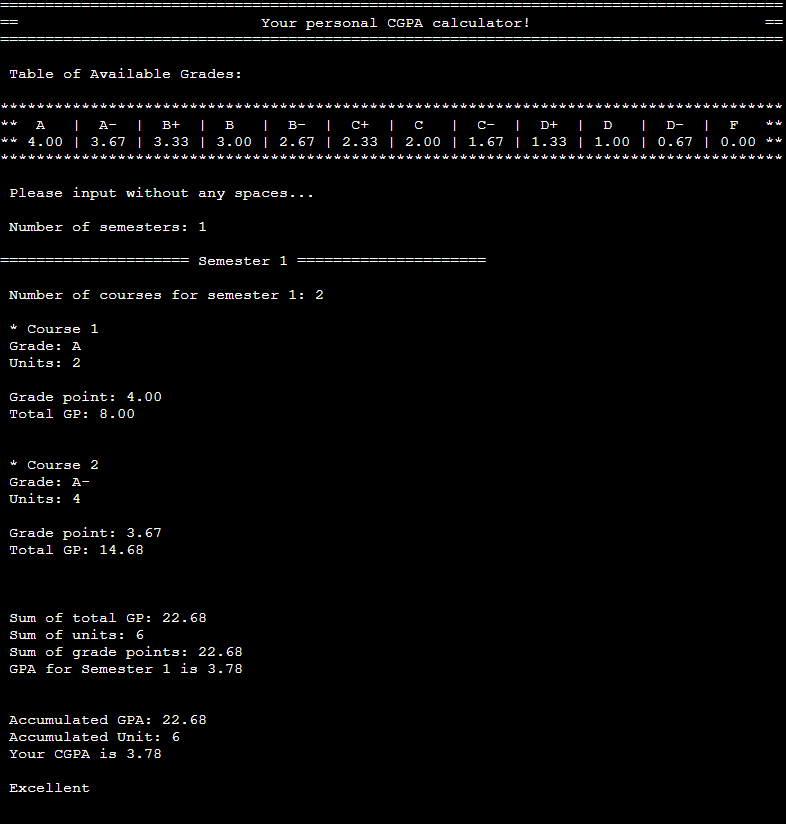 =======================================================================================
==                           Your personal CGPA calculator!                          ==
=======================================================================================
Table of Available Grades:
***************************************************************************************
**  A   |  A-  |  B+  |  B   |  B-  |  C+  |  C   |  C-  |  D+  |  D   |  D-  |  F   **
** 4.00 | 3.67 | 3.33 | 3.00 | 2.67 | 2.33 | 2.00 | 1.67 | 1.33 | 1.00 | 0.67 | 0.00 **
***************************************************************************************
Please input without any spaces...
Number of semesters: 1
===================== Semester 1 =====================
Number of courses for semester 1: 2
* Course 1
Grade: A
Units: 2
Grade point: 4.00
Total GP: 8.00
* Course 2
Grade: A-
Units: 4
Grade point: 3.67
Total GP: 14.68
Sum of total GP: 22.68
Sum of units: 6
Sum of grade points: 22.68
GPA for Semester 1 is 3.78
Accumulated GPA: 22.68
Accumulated Unit: 6
Your CGPA is 3.78
Excellent